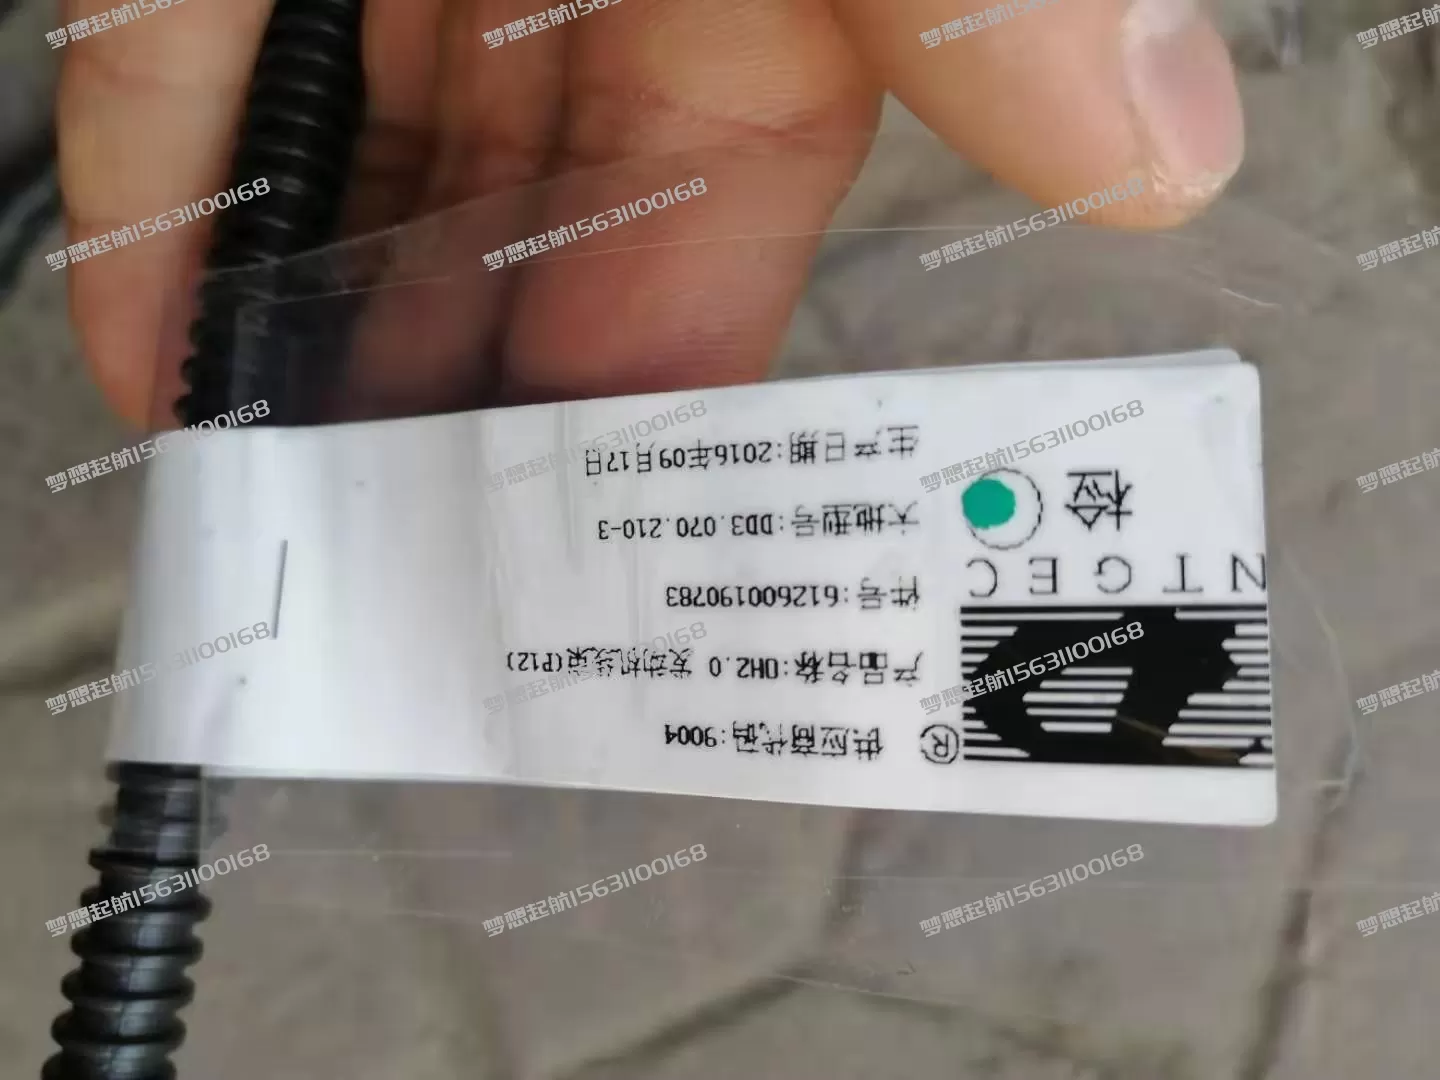 供应商代码:9004
产品名称:DH2.0 发动机线束(P12)
件号:612600190783
天地型号:DD3.070.210-3
生产日期:2016年09月17日
®
NTGEC
检
梦想起航15631100168